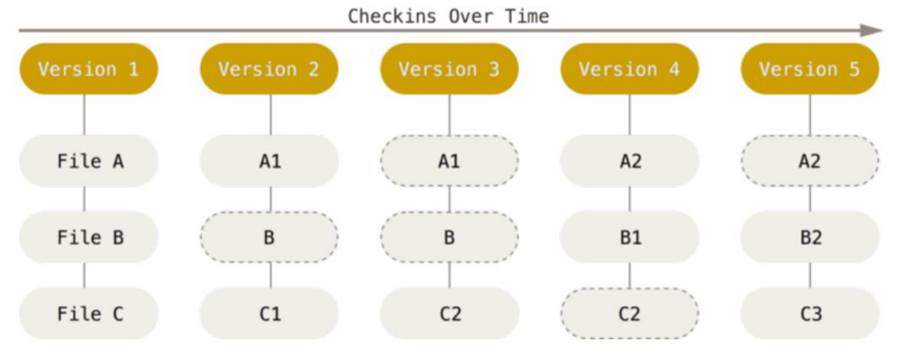 Checkins Over Time
Version 1 Version 2 Version 3 Version 4 Version 5
File A A1 A1 A2 A2
File B B B B1 B2
File C C1 C2 C2 C3